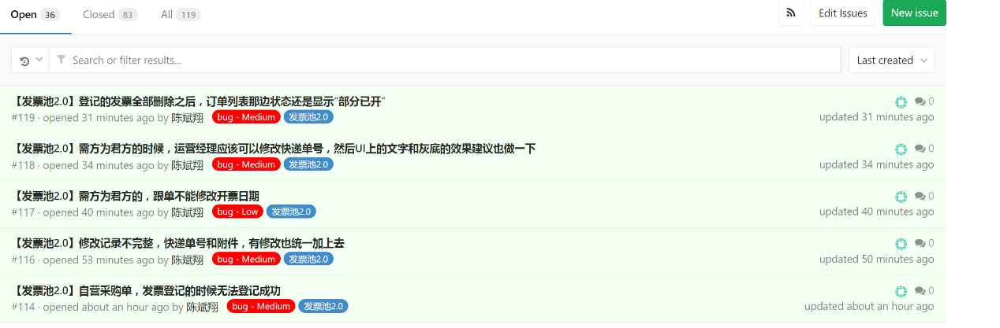 Open 36 Closed 83 All 119 Edit Issues New issue
Search or filter results... Last created
【发票池2.0】登记的发票全部删除之后，订单列表那边状态还是显示“部分已开” 0
#119 · opened 31 minutes ago by 陈斌翔 bug - Medium 发票池2.0 updated 31 minutes ago
【发票池2.0】需方为君方的时候，运营经理应该可以修改快递单号，然后UI上的文字和灰底的效果建议也做一下 0
#118 · opened 34 minutes ago by 陈斌翔 bug - Medium 发票池2.0 updated 34 minutes ago
【发票池2.0】需方为君方的，跟单不能修改开票日期 0
#117 · opened 40 minutes ago by 陈斌翔 bug - Low 发票池2.0 updated 40 minutes ago
【发票池2.0】修改记录不完整，快递单号和附件，有修改也统一加上去 0
#116 · opened 53 minutes ago by 陈斌翔 bug - Medium 发票池2.0 updated 50 minutes ago
【发票池2.0】自营采购单，发票登记的时候无法登记成功 0
#114 · opened about an hour ago by 陈斌翔 bug - Medium 发票池2.0 updated about an hour ago